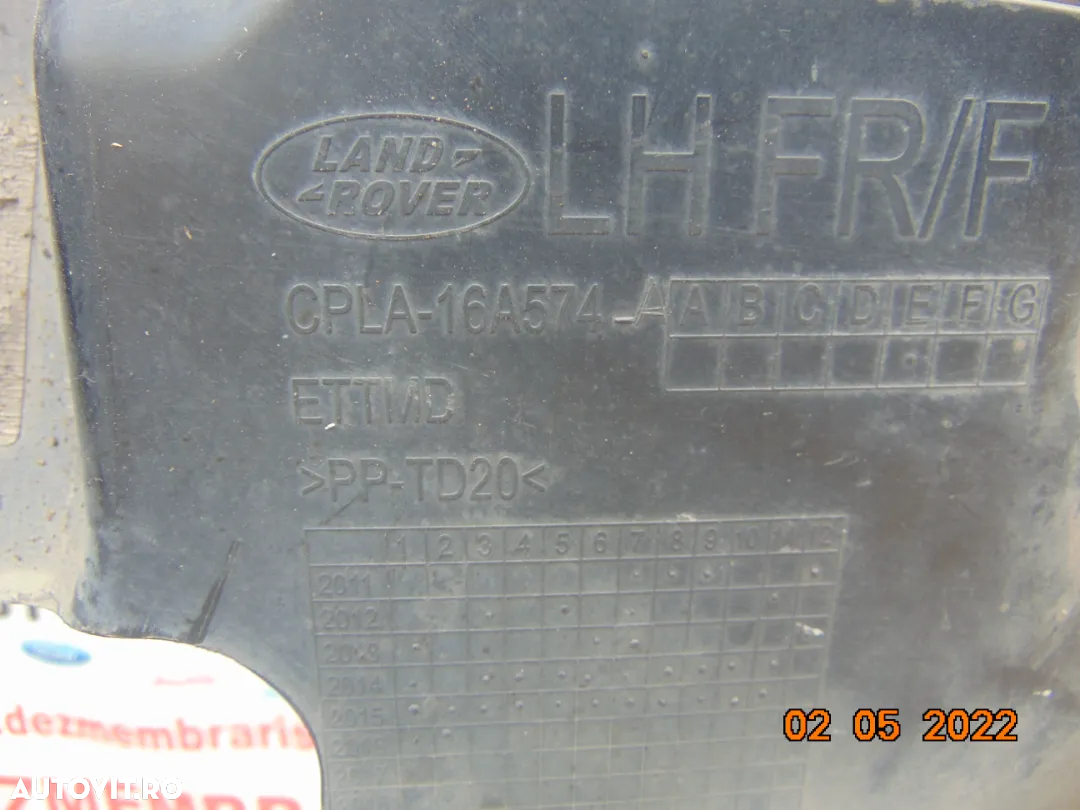 LAND
ROVER
LH FR/F
CPLA-16A574-A A B C D E F G
ETTMD
>PP-TD20<
1 2 3 4 5 6 7 8 9 10 11 12
2011
2012
2013
2014
2015
.dezmembraris
02 05 2022
AUTOVIT.RO